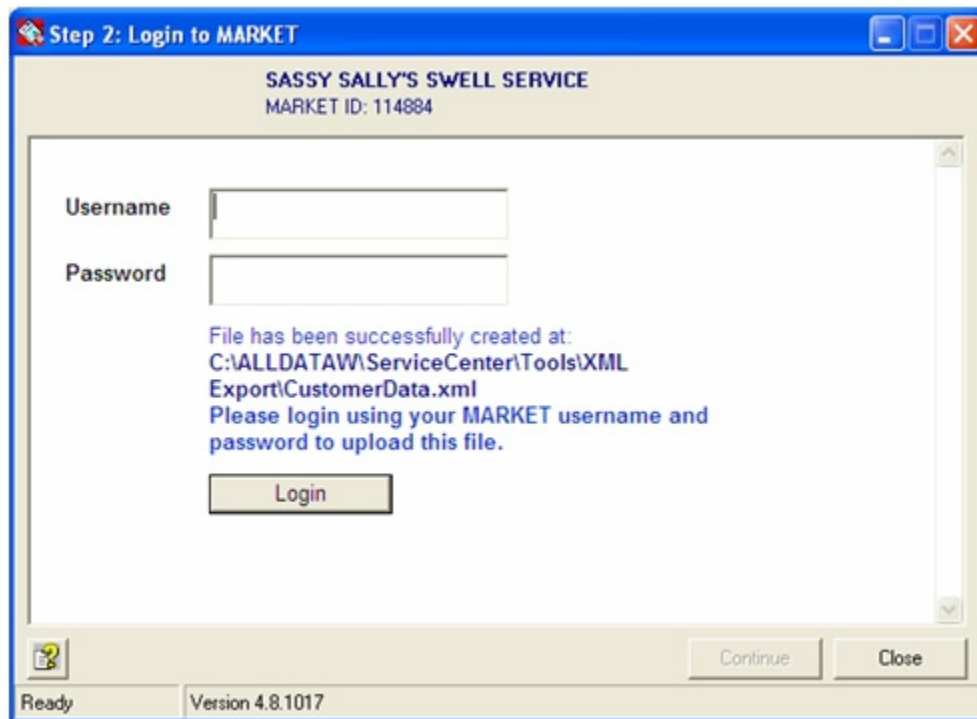 Step 2: Login to MARKET
SASSY SALLY'S SWELL SERVICE
MARKET ID: 114884
Username
Password
File has been successfully created at:
C:\ALLDATAW\ServiceCenter\Tools\XML
Export\CustomerData.xml
Please login using your MARKET username and
password to upload this file.
Login
Continue
Close
Ready
Version 4.8.1017